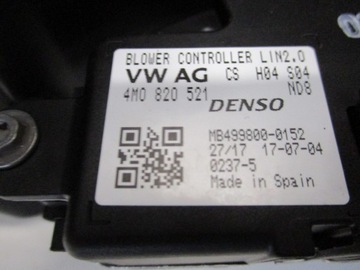 BLOWER CONTROLLER LIN2.0
VW AG CS H04 S04
4M0 820 521 ND8
DENSO
MB499800-0152
27/17 17-07-04
0237-5
Made in Spain